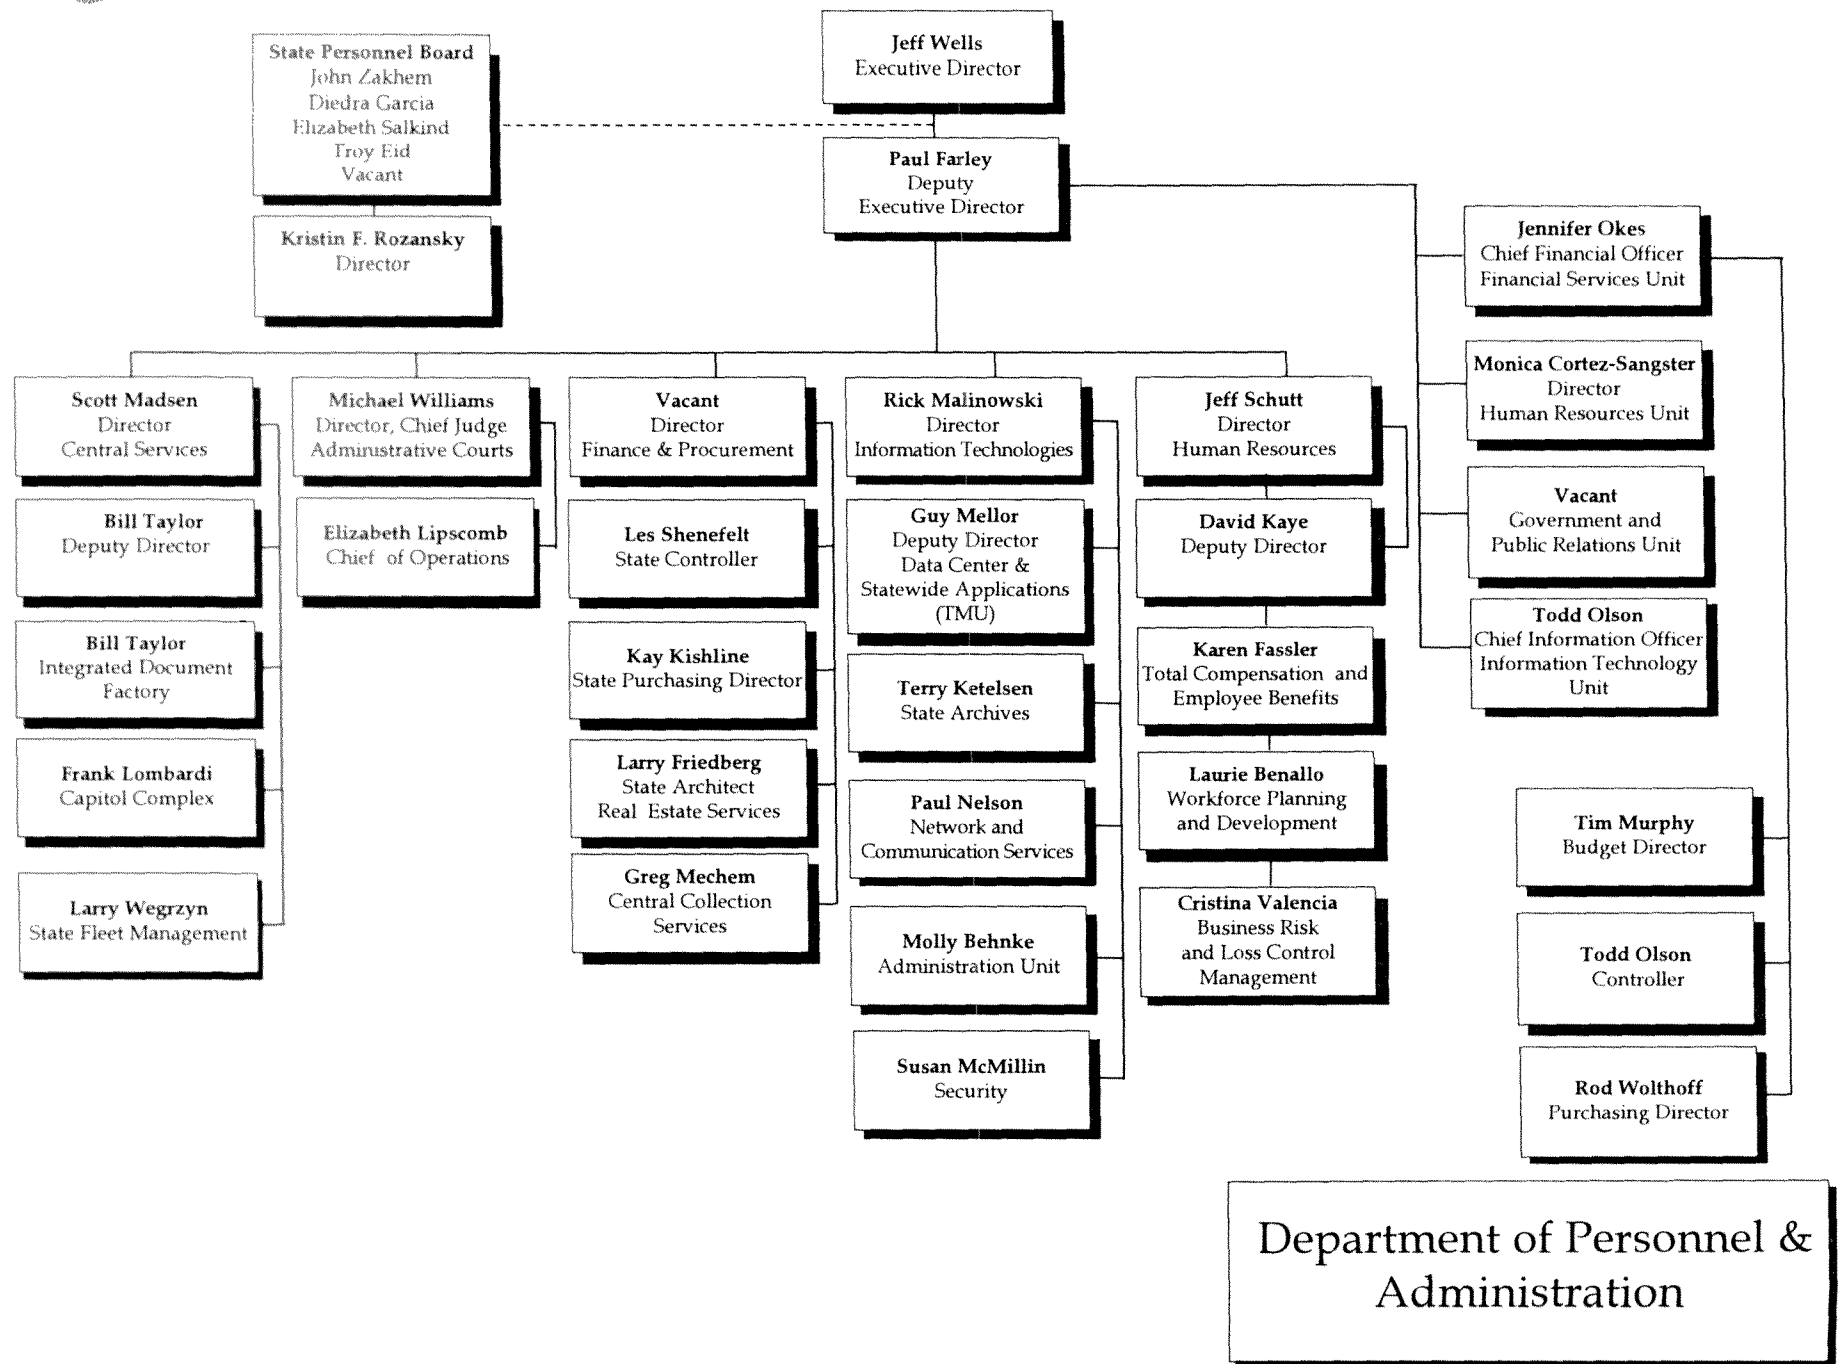 State Personnel Board
John Zakhem
Diedra Garcia
Elizabeth Salkind
Troy Eid
Vacant
Kristin F. Rozansky
Director
Jeff Wells
Executive Director
Paul Farley
Deputy
Executive Director
Jennifer Okes
Chief Financial Officer
Financial Services Unit
Monica Cortez-Sangster
Director
Human Resources Unit
Vacant
Government and
Public Relations Unit
Todd Olson
Chief Information Officer
Information Technology
Unit
Scott Madsen
Director
Central Services
Bill Taylor
Deputy Director
Bill Taylor
Integrated Document
Factory
Frank Lombardi
Capitol Complex
Larry Wegrzyn
State Fleet Management
Michael Williams
Director, Chief Judge
Administrative Courts
Elizabeth Lipscomb
Chief of Operations
Vacant
Director
Finance & Procurement
Les Shenefelt
State Controller
Kay Kishline
State Purchasing Director
Larry Friedberg
State Architect
Real Estate Services
Greg Mechem
Central Collection
Services
Rick Malinowski
Director
Information Technologies
Guy Mellor
Deputy Director
Data Center &
Statewide Applications
(TMU)
Terry Ketelsen
State Archives
Paul Nelson
Network and
Communication Services
Molly Behnke
Administration Unit
Susan McMillin
Security
Jeff Schutt
Director
Human Resources
David Kaye
Deputy Director
Karen Fassler
Total Compensation and
Employee Benefits
Laurie Benallo
Workforce Planning
and Development
Cristina Valencia
Business Risk
and Loss Control
Management
Tim Murphy
Budget Director
Todd Olson
Controller
Rod Wolthoff
Purchasing Director
Department of Personnel &
Administration